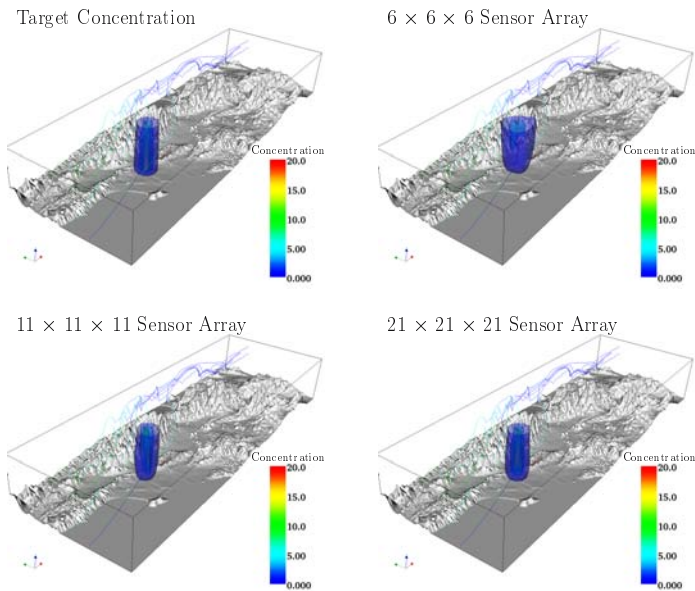 Target Concentration
6 × 6 × 6 Sensor Array
Concentration
20.0
15.0
10.0
5.00
0.000
Concentration
20.0
15.0
10.0
5.00
0.000
11 × 11 × 11 Sensor Array
21 × 21 × 21 Sensor Array
Concentration
20.0
15.0
10.0
5.00
0.000
Concentration
20.0
15.0
10.0
5.00
0.000